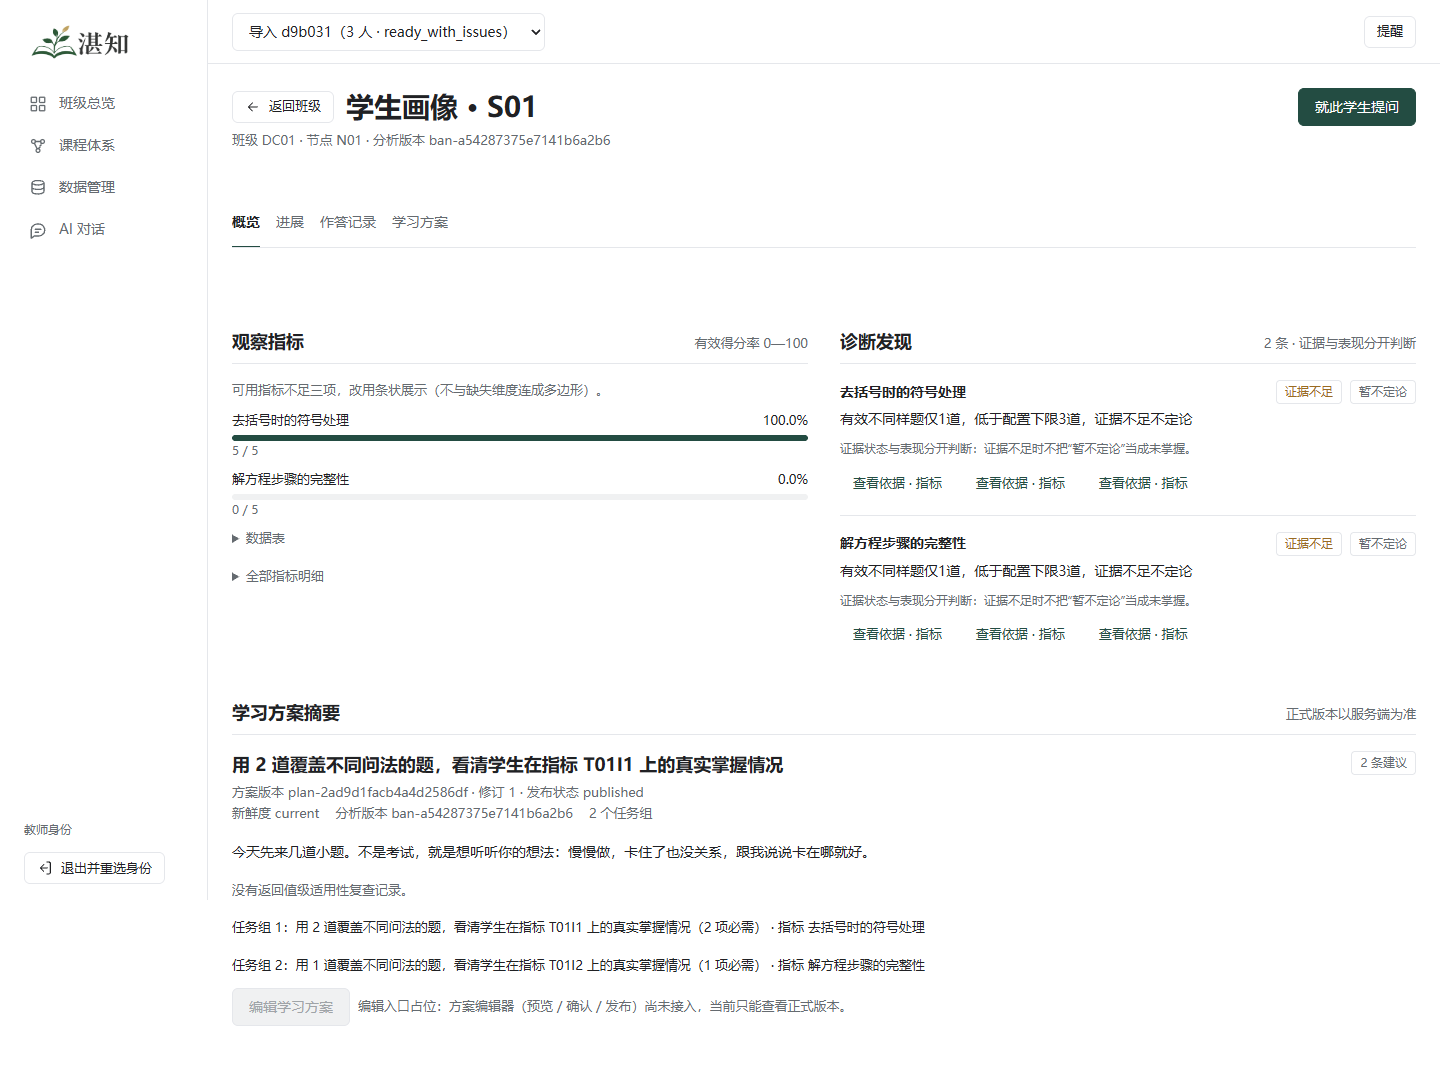 湛知
导入 d9b031（3 人 · ready_with_issues）
提醒
班级总览
课程体系
数据管理
AI 对话
教师身份
退出并重选身份
返回班级
学生画像 • S01
就此学生提问
班级 DC01 · 节点 N01 · 分析版本 ban-a54287375e7141b6a2b6
概览 进展 作答记录 学习方案
观察指标
有效得分率 0—100
可用指标不足三项，改用条状展示（不与缺失维度连成多边形）。
去括号时的符号处理 100.0%
5 / 5
解方程步骤的完整性 0.0%
0 / 5
数据表
全部指标明细
诊断发现
2 条 · 证据与表现分开判断
去括号时的符号处理 证据不足 暂不定论
有效不同样题仅1道，低于配置下限3道，证据不足不定论
证据状态与表现分开判断：证据不足时不把“暂不定论”当成未掌握。
查看依据 · 指标 查看依据 · 指标 查看依据 · 指标
解方程步骤的完整性 证据不足 暂不定论
有效不同样题仅1道，低于配置下限3道，证据不足不定论
证据状态与表现分开判断：证据不足时不把“暂不定论”当成未掌握。
查看依据 · 指标 查看依据 · 指标 查看依据 · 指标
学习方案摘要
正式版本以服务端为准
用 2 道覆盖不同问法的题，看清学生在指标 T01I1 上的真实掌握情况
2 条建议
方案版本 plan-2ad9d1facb4a4d2586df · 修订 1 · 发布状态 published
新鲜度 current 分析版本 ban-a54287375e7141b6a2b6 2 个任务组
今天先来几道小题。不是考试，就是想听听你的想法：慢慢做，卡住了也没关系，跟我说说卡在哪就好。
没有返回值级适用性复查记录。
任务组 1：用 2 道覆盖不同问法的题，看清学生在指标 T01I1 上的真实掌握情况（2 项必需） · 指标 去括号时的符号处理
任务组 2：用 1 道覆盖不同问法的题，看清学生在指标 T01I2 上的真实掌握情况（1 项必需） · 指标 解方程步骤的完整性
编辑学习方案
编辑入口占位：方案编辑器（预览 / 确认 / 发布）尚未接入，当前只能查看正式版本。